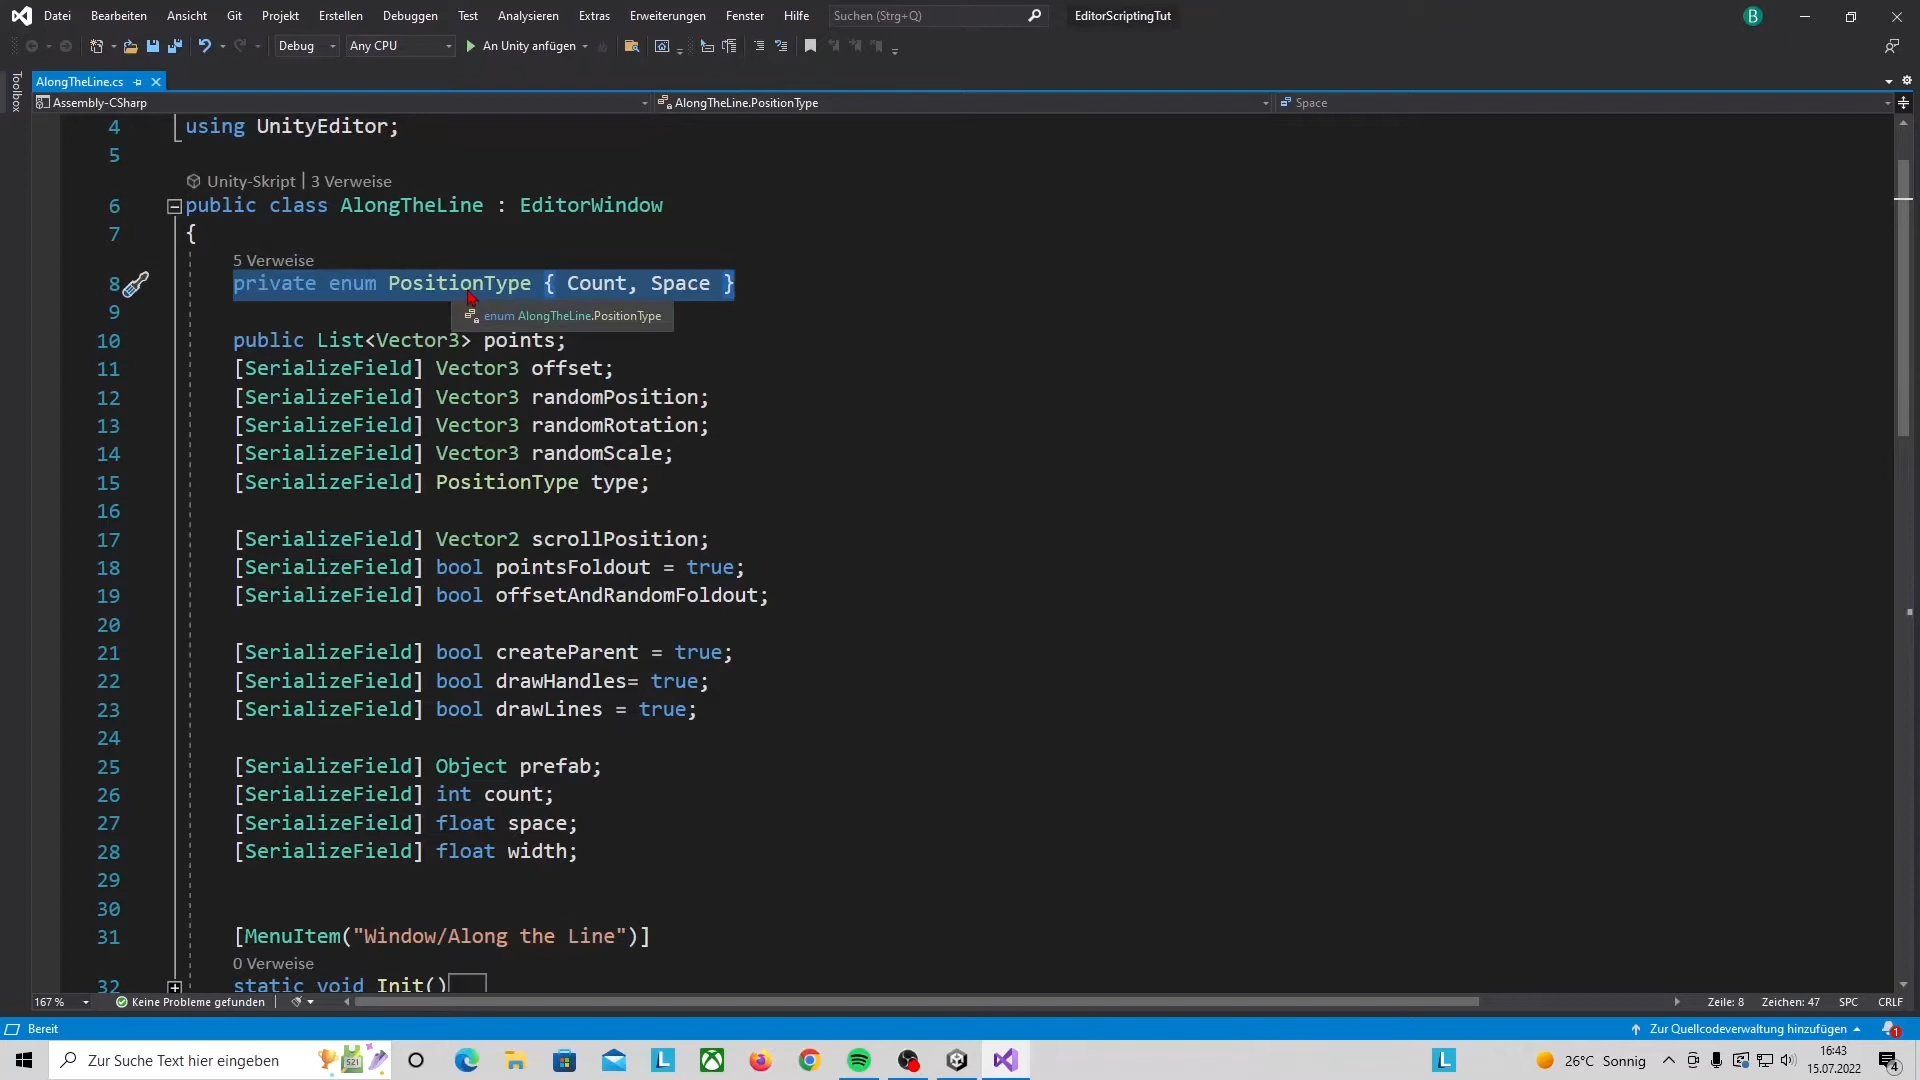 Datei Bearbeiten Ansicht Git Projekt Erstellen Debuggen Test Analysieren Extras Erweiterungen Fenster Hilfe Suchen (Strg+Q) EditorScriptingTut B
Debug Any CPU An Unity anfügen
Toolbox
AlongTheLine.cs
Assembly-CSharp AlongTheLine.PositionType Space
4 using UnityEditor;
5
Unity-Skript | 3 Verweise
6 public class AlongTheLine : EditorWindow
7 {
5 Verweise
8 private enum PositionType { Count, Space }
9
enum AlongTheLine.PositionType
10 public List<Vector3> points;
11 [SerializeField] Vector3 offset;
12 [SerializeField] Vector3 randomPosition;
13 [SerializeField] Vector3 randomRotation;
14 [SerializeField] Vector3 randomScale;
15 [SerializeField] PositionType type;
16
17 [SerializeField] Vector2 scrollPosition;
18 [SerializeField] bool pointsFoldout = true;
19 [SerializeField] bool offsetAndRandomFoldout;
20
21 [SerializeField] bool createParent = true;
22 [SerializeField] bool drawHandles= true;
23 [SerializeField] bool drawLines = true;
24
25 [SerializeField] Object prefab;
26 [SerializeField] int count;
27 [SerializeField] float space;
28 [SerializeField] float width;
29
30
31 [MenuItem("Window/Along the Line")]
0 Verweise
32 static void Init()
167 % Keine Probleme gefunden Zeile: 8 Zeichen: 47 SPC CRLF
Bereit Zur Quellcodeverwaltung hinzufügen 1
Zur Suche Text hier eingeben 521 L L 26°C Sonnig 16:43
15.07.2022 4